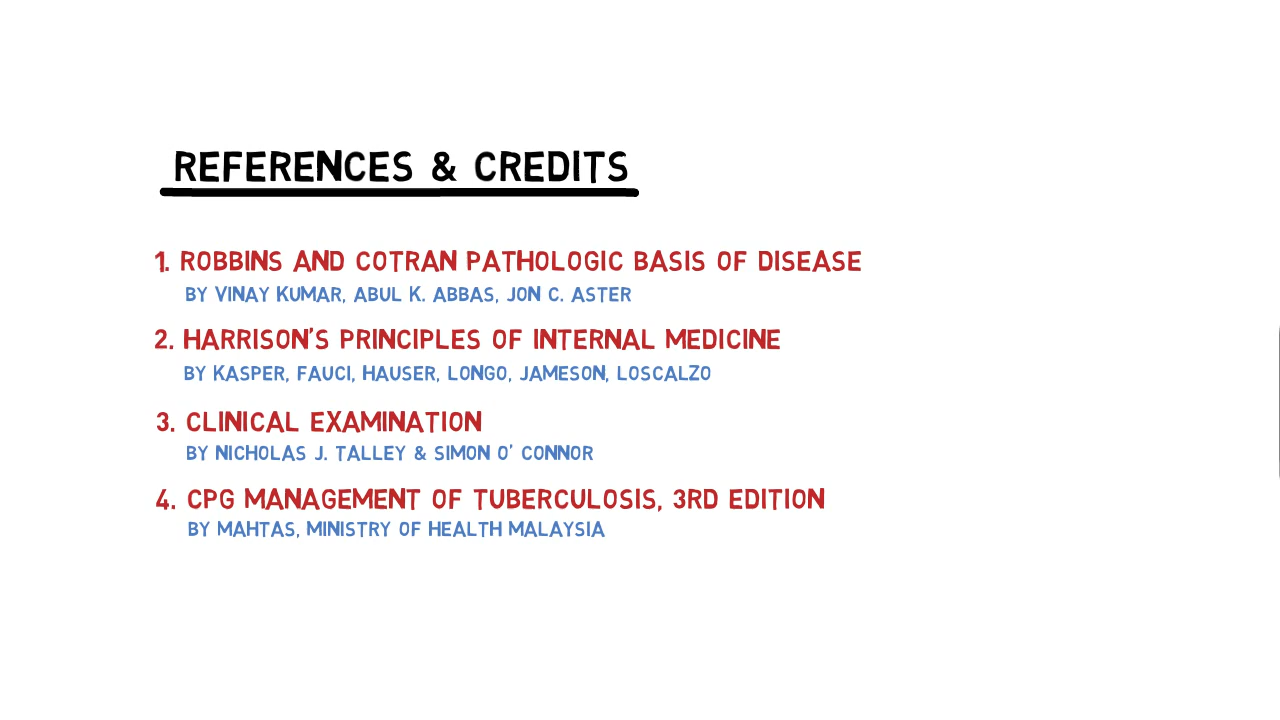 REFERENCES & CREDITS
1. ROBBINS AND COTRAN PATHOLOGIC BASIS OF DISEASE
BY VINAY KUMAR, ABUL K. ABBAS, JON C. ASTER
2. HARRISON'S PRINCIPLES OF INTERNAL MEDICINE
BY KASPER, FAUCI, HAUSER, LONGO, JAMESON, LOSCALZO
3. CLINICAL EXAMINATION
BY NICHOLAS J. TALLEY & SIMON O' CONNOR
4. CPG MANAGEMENT OF TUBERCULOSIS, 3RD EDITION
BY MAHTAS, MINISTRY OF HEALTH MALAYSIA